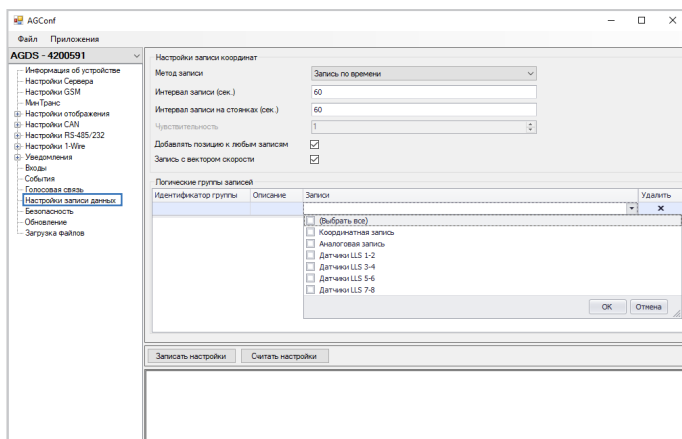 AGConf
Файл Приложения
AGDS - 4200591
Информация об устройстве
Настройки Сервера
Настройки GSM
МинТранс
Настройки отображения
Настройки CAN
Настройки RS-485/232
Настройки 1-Wire
Уведомления
Входы
События
Голосовая связь
Настройки записи данных
Безопасность
Обновление
Загрузка файлов
Настройки записи координат
Метод записи Запись по времени
Интервал записи (сек.) 60
Интервал записи на стоянках (сек.) 60
Чувствительность 1
Добавлять позицию к любым записям
Запись с вектором скорости
Логические группы записей
Идентификатор группы Описание Записи Удалить
(Выбрать все)
Координатная запись
Аналоговая запись
Датчики LLS 1-2
Датчики LLS 3-4
Датчики LLS 5-6
Датчики LLS 7-8
OK Отмена
Записать настройки Считать настройки